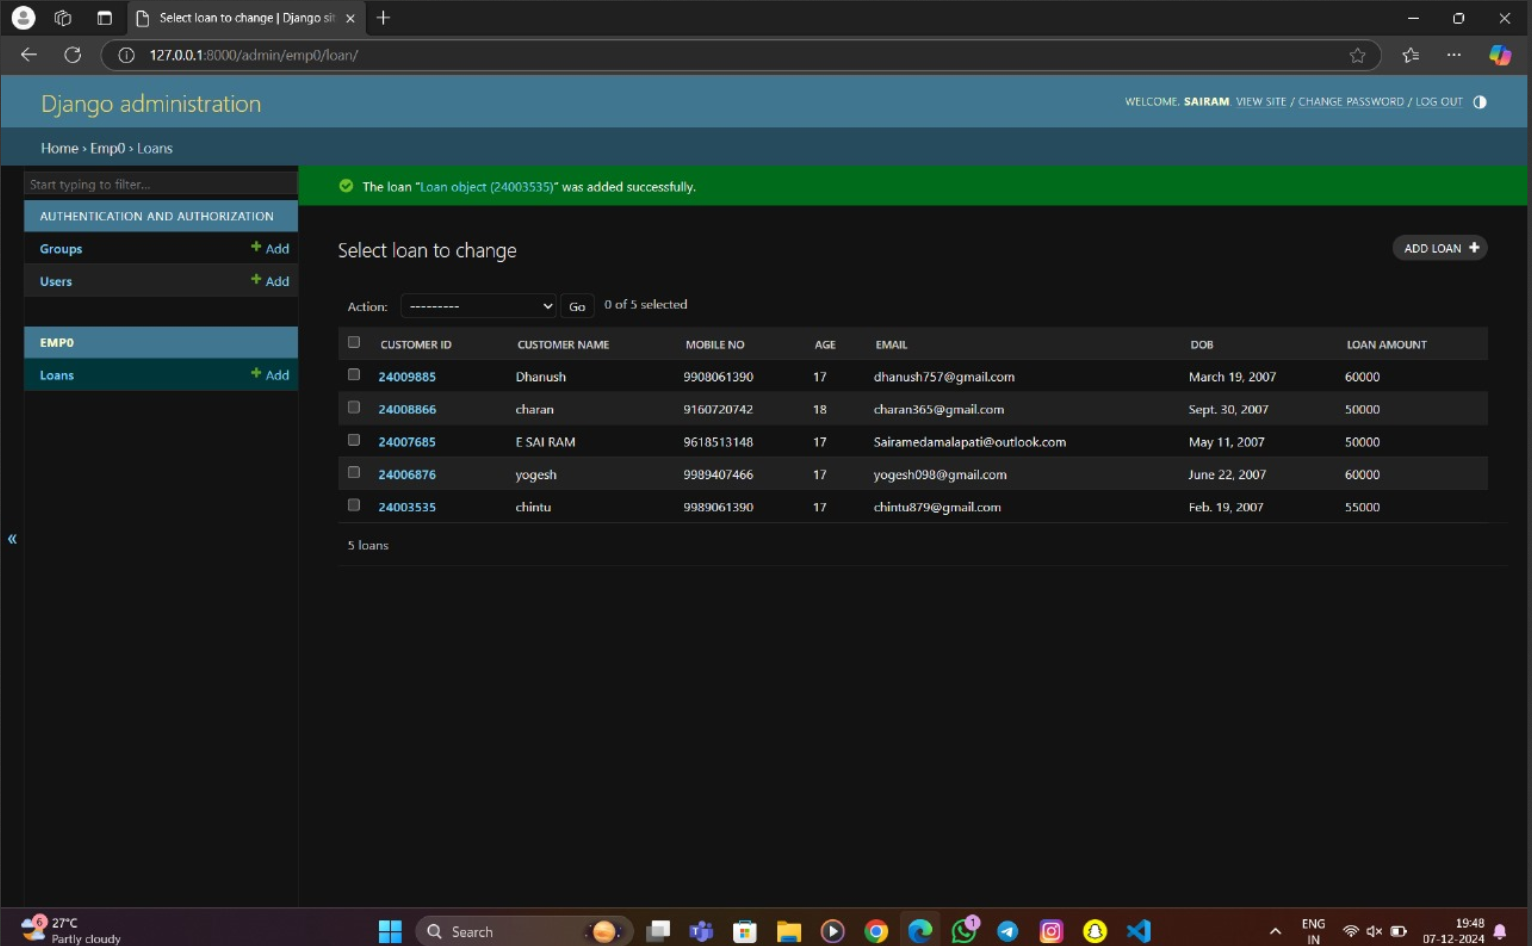 Select loan to change | Django sit
127.0.0.1:8000/admin/emp0/loan/
Django administration
WELCOME, SAIRAM. VIEW SITE / CHANGE PASSWORD / LOG OUT
Home › Emp0 › Loans
Start typing to filter...
AUTHENTICATION AND AUTHORIZATION
Groups + Add
Users + Add
EMP0
Loans + Add
«
The loan “Loan object (24003535)” was added successfully.
Select loan to change
ADD LOAN +
Action: --------- Go 0 of 5 selected
CUSTOMER ID CUSTOMER NAME MOBILE NO AGE EMAIL DOB LOAN AMOUNT
24009885 Dhanush 9908061390 17 dhanush757@gmail.com March 19, 2007 60000
24008866 charan 9160720742 18 charan365@gmail.com Sept. 30, 2007 50000
24007685 E SAI RAM 9618513148 17 Sairamedamalapati@outlook.com May 11, 2007 50000
24006876 yogesh 9989407466 17 yogesh098@gmail.com June 22, 2007 60000
24003535 chintu 9989061390 17 chintu879@gmail.com Feb. 19, 2007 55000
5 loans
6
27°C
Partly cloudy
Search
1
ENG
IN
19:48
07-12-2024